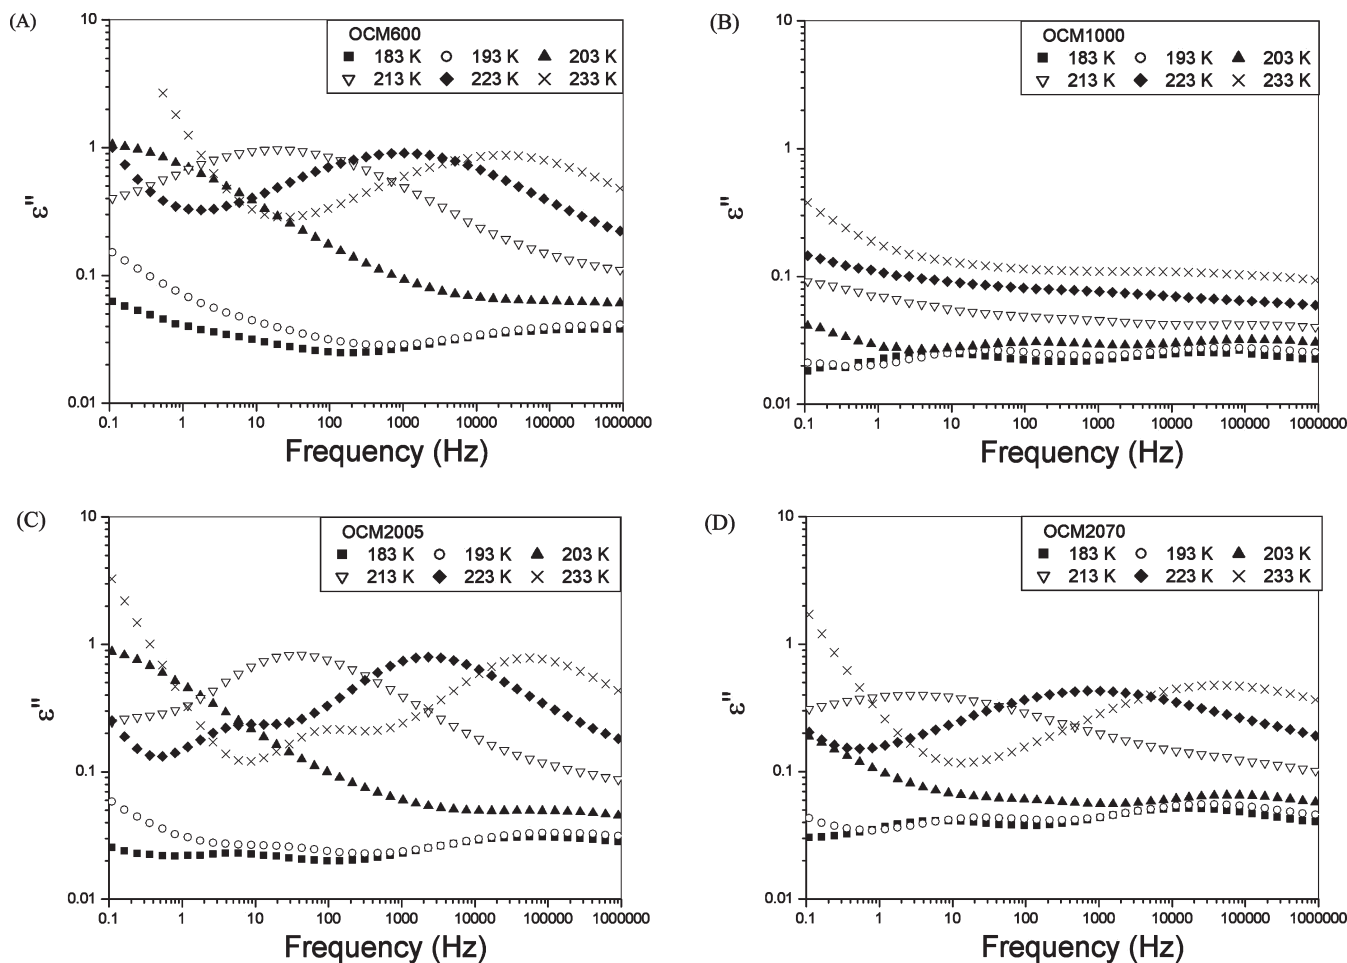 (A)
10
1
0.1
0.01
ε"
OCM600
183 K 193 K 203 K
213 K 223 K 233 K
0.1 1 10 100 1000 10000 100000 1000000
Frequency (Hz)
(B)
10
1
0.1
0.01
ε"
OCM1000
183 K 193 K 203 K
213 K 223 K 233 K
0.1 1 10 100 1000 10000 100000 1000000
Frequency (Hz)
(C)
10
1
0.1
0.01
ε"
OCM2005
183 K 193 K 203 K
213 K 223 K 233 K
0.1 1 10 100 1000 10000 100000 1000000
Frequency (Hz)
(D)
10
1
0.1
0.01
ε"
OCM2070
183 K 193 K 203 K
213 K 223 K 233 K
0.1 1 10 100 1000 10000 100000 1000000
Frequency (Hz)